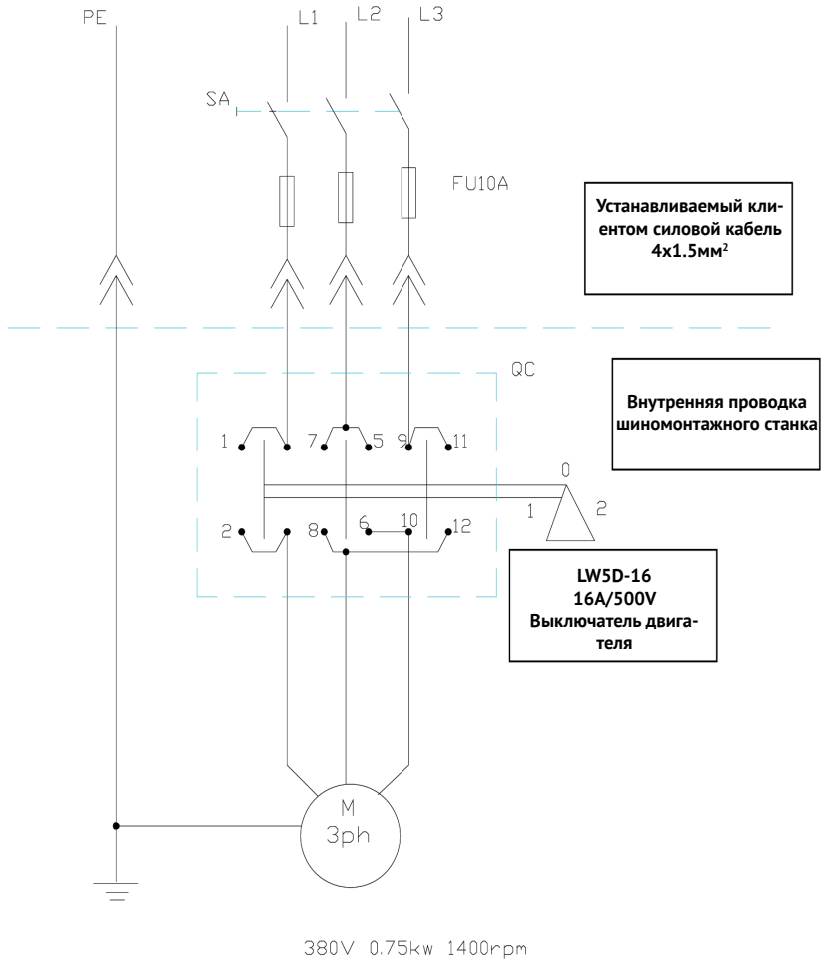 PE
L1
L2
L3
SA
FU10A
Устанавливаемый кли-
ентом силовой кабель
4х1.5мм²
QC
Внутренняя проводка
шиномонтажного станка
1
7
5
9
11
0
1
2
2
8
6
10
12
LW5D-16
16A/500V
Выключатель двига-
теля
M
3ph
380V 0.75kw 1400rpm